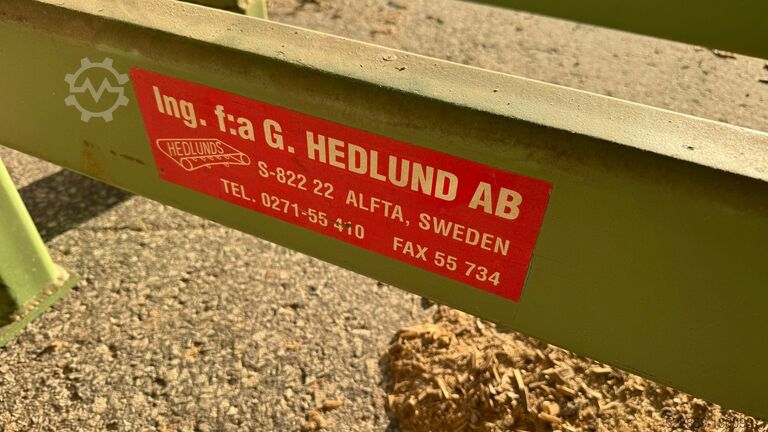 Ing. f:a G. HEDLUND AB
HEDLUNDS
S-822 22 ALFTA, SWEDEN
TEL. 0271-55 410 FAX 55 734